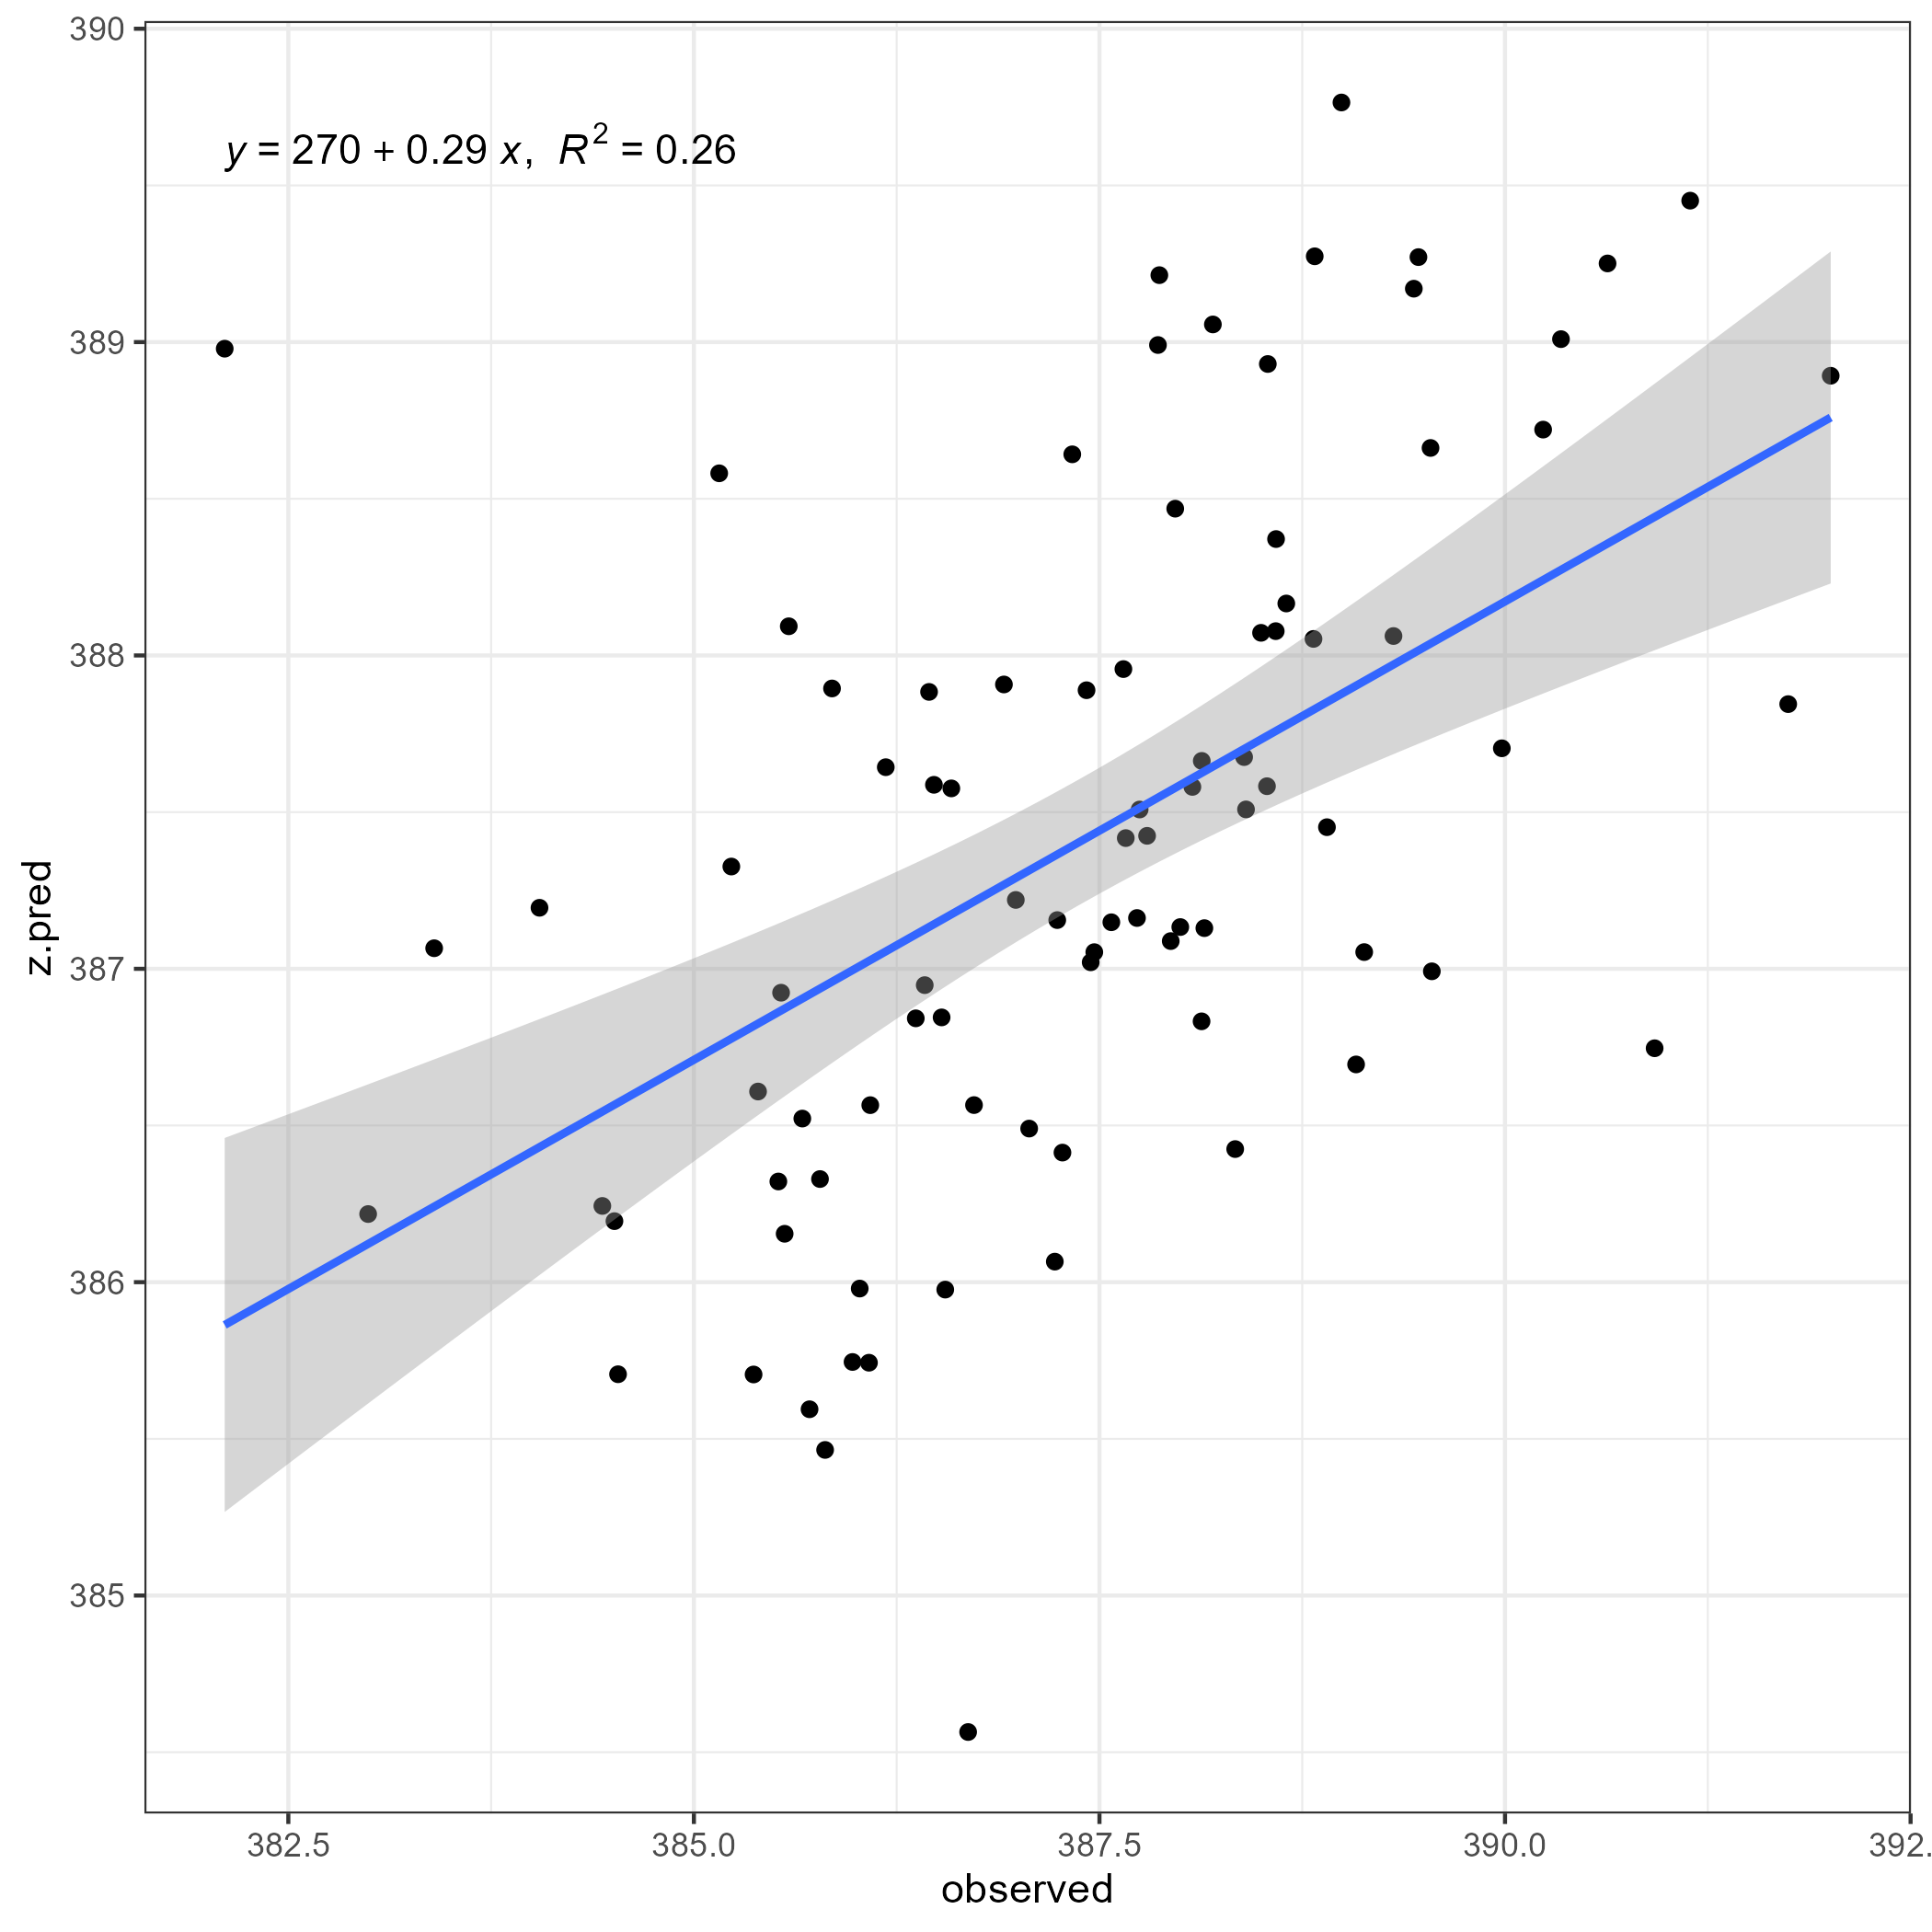 390
y = 270 + 0.29 x, R² = 0.26
389
388
387
386
385
z.pred
382.5 385.0 387.5 390.0 392.
observed